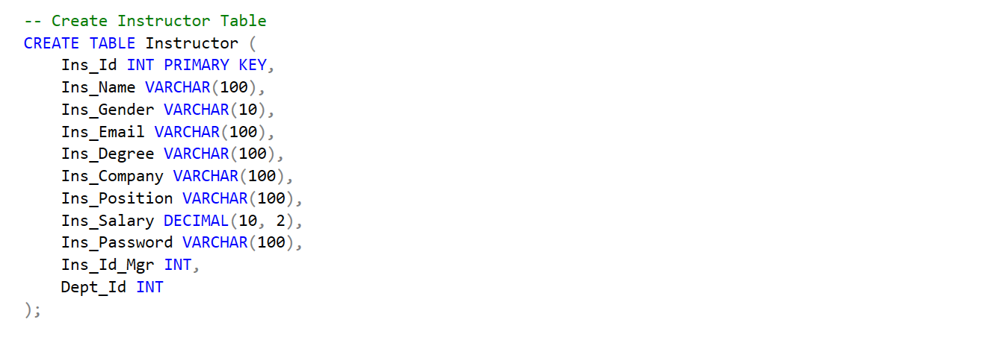 -- Create Instructor Table
CREATE TABLE Instructor (
    Ins_Id INT PRIMARY KEY,
    Ins_Name VARCHAR(100),
    Ins_Gender VARCHAR(10),
    Ins_Email VARCHAR(100),
    Ins_Degree VARCHAR(100),
    Ins_Company VARCHAR(100),
    Ins_Position VARCHAR(100),
    Ins_Salary DECIMAL(10, 2),
    Ins_Password VARCHAR(100),
    Ins_Id_Mgr INT,
    Dept_Id INT
);